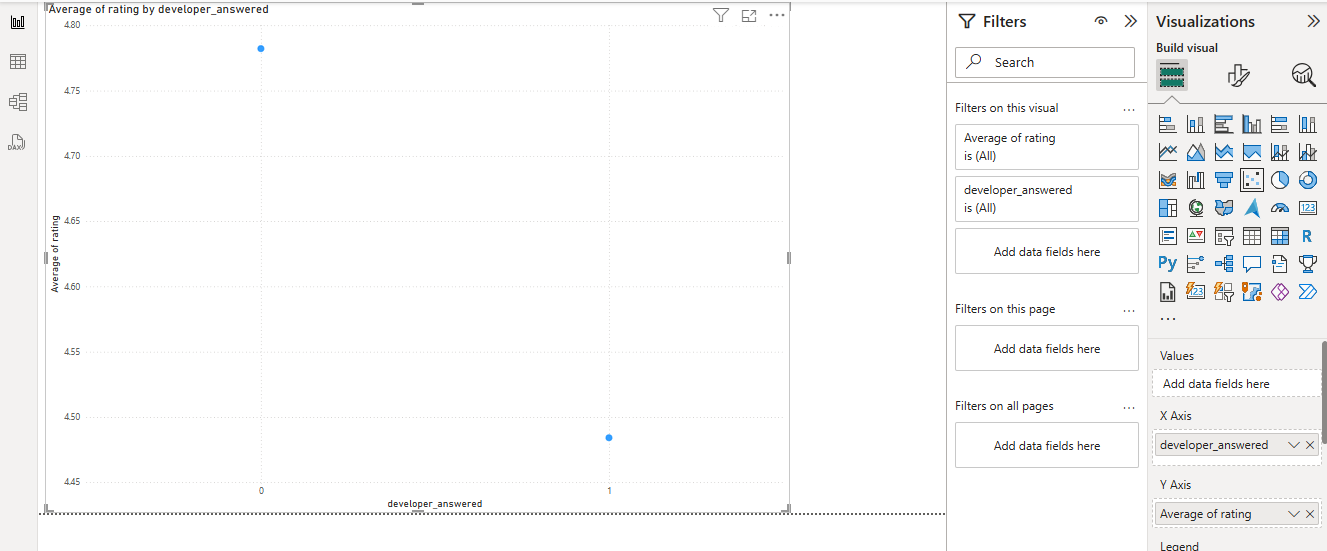 Average of rating by developer_answered
4.80
4.75
4.70
4.65
4.60
4.55
4.50
4.45
Average of rating
0
1
developer_answered
DAX
Filters
Search
Filters on this visual
...
Average of rating
is (All)
developer_answered
is (All)
Add data fields here
Filters on this page
...
Add data fields here
Filters on all pages
...
Add data fields here
Visualizations
Build visual
123
R
Py
123
...
Values
Add data fields here
X Axis
developer_answered
Y Axis
Average of rating
Legend